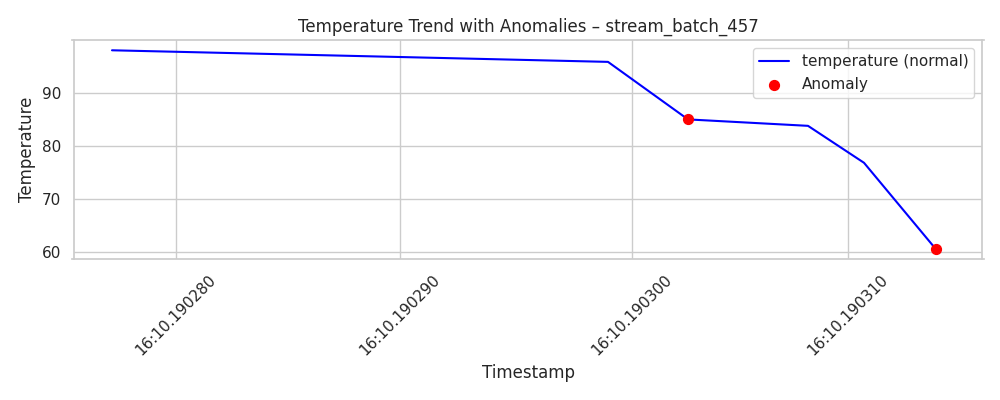 Temperature Trend with Anomalies – stream_batch_457
temperature (normal)
Anomaly
Temperature
90
80
70
60
16:10.190280
16:10.190290
16:10.190300
16:10.190310
Timestamp